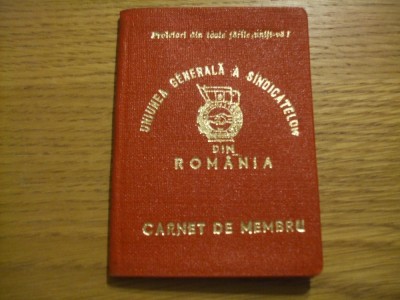 Proletari din toate țările uniți-vă!
UNIUNEA GENERALĂ A SINDICATELOR
DIN
ROMÂNIA
CARNET DE MEMBRU